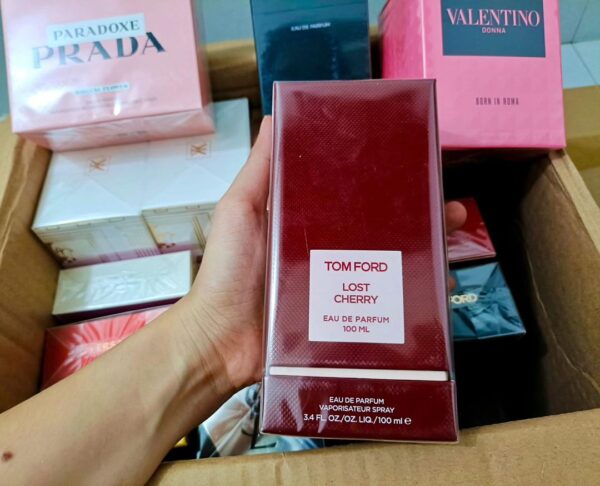 PARADOXE
PRADA
EAU DE PARFUM
VALENTINO
DONNA
BORN IN ROMA
TOM FORD
LOST
CHERRY
EAU DE PARFUM
100 ML
EAU DE PARFUM
VAPORISATEUR SPRAY
3.4 FL. OZ./OZ. LIQ./100 ml e